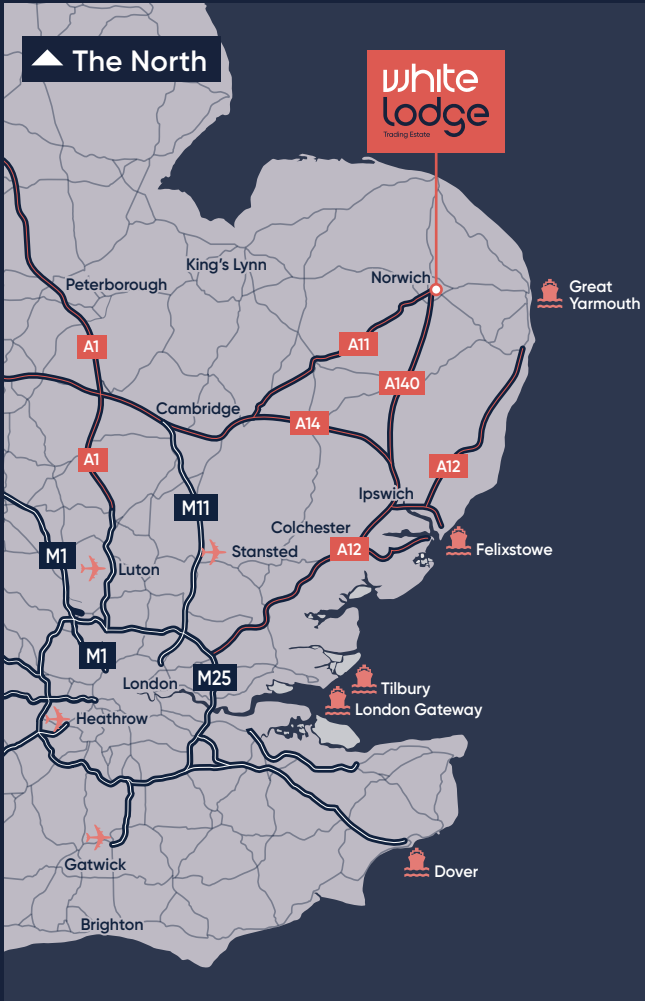 The North
white
lodge
Trading Estate
King's Lynn
Peterborough
Norwich
Great
Yarmouth
A1
A11
A140
Cambridge
A14
A1
A12
Ipswich
M11
Colchester
A12
Stansted
Felixstowe
M1
Luton
M1
M25
London
Tilbury
London Gateway
Heathrow
Gatwick
Dover
Brighton